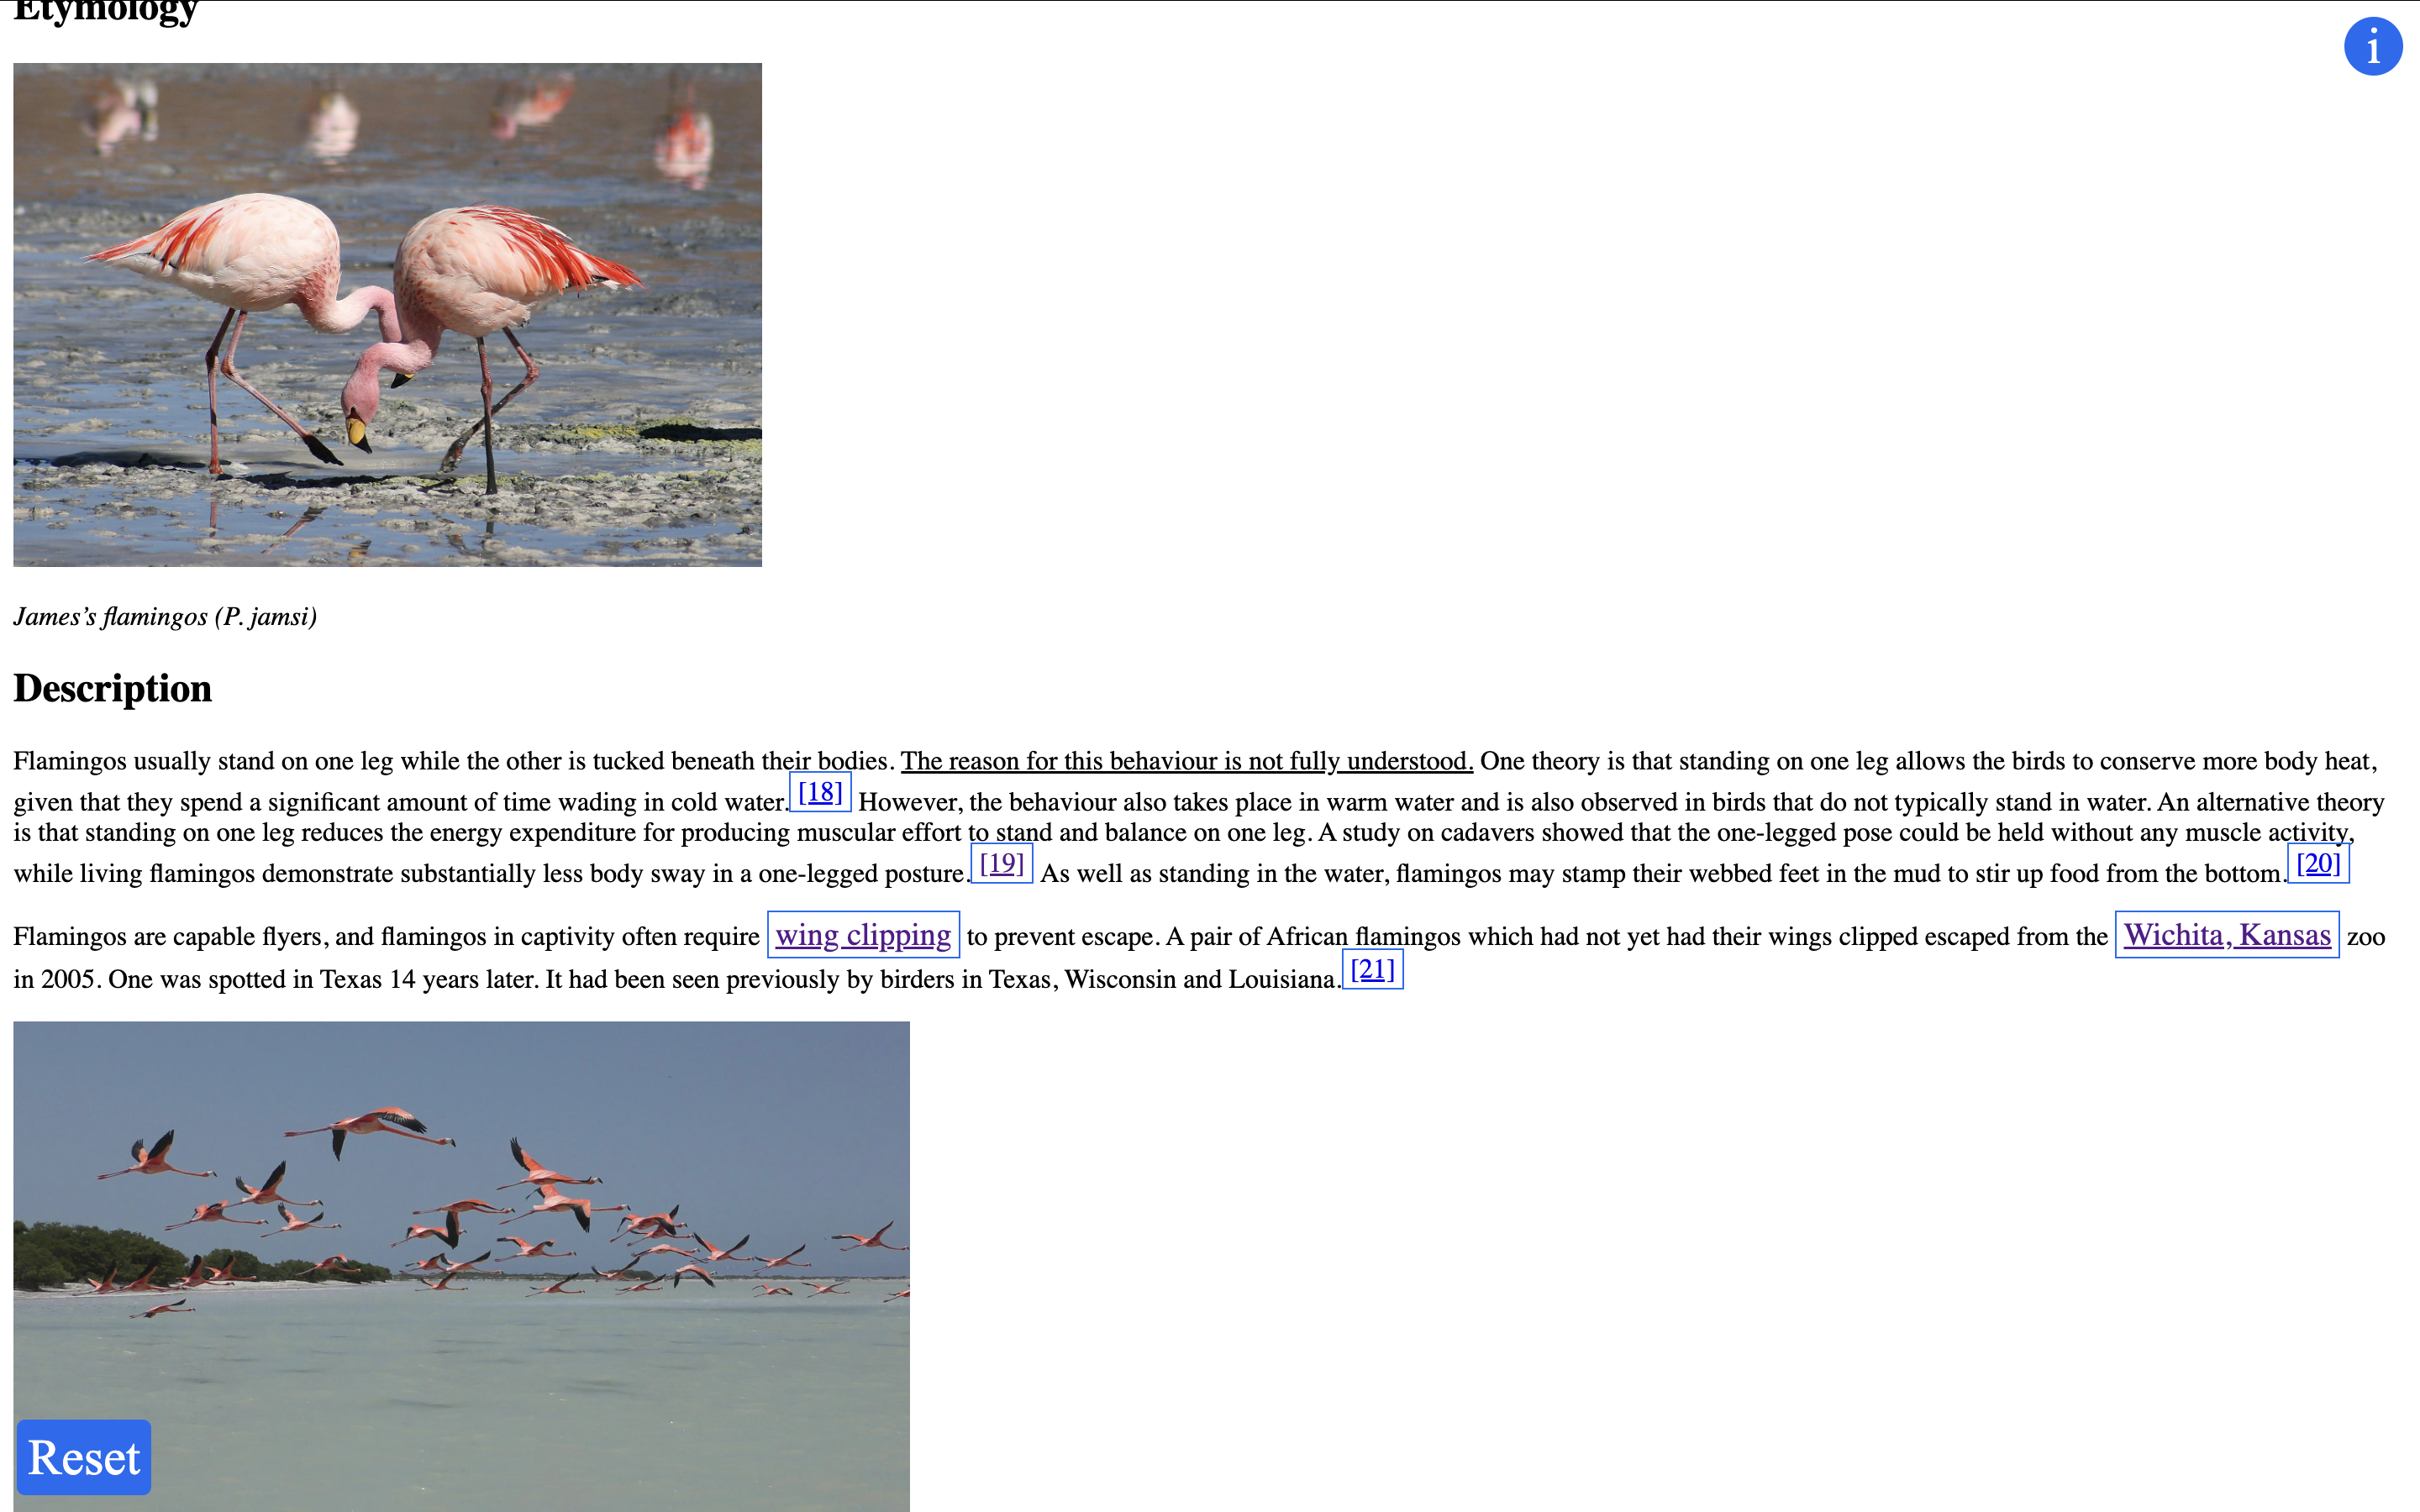 Etymology
i
James’s flamingos (P. jamsi)
Description
Flamingos usually stand on one leg while the other is tucked beneath their bodies. The reason for this behaviour is not fully understood. One theory is that standing on one leg allows the birds to conserve more body heat,
given that they spend a significant amount of time wading in cold water.[18] However, the behaviour also takes place in warm water and is also observed in birds that do not typically stand in water. An alternative theory
is that standing on one leg reduces the energy expenditure for producing muscular effort to stand and balance on one leg. A study on cadavers showed that the one-legged pose could be held without any muscle activity,
while living flamingos demonstrate substantially less body sway in a one-legged posture.[19] As well as standing in the water, flamingos may stamp their webbed feet in the mud to stir up food from the bottom.[20]
Flamingos are capable flyers, and flamingos in captivity often require wing clipping to prevent escape. A pair of African flamingos which had not yet had their wings clipped escaped from the Wichita, Kansas zoo
in 2005. One was spotted in Texas 14 years later. It had been seen previously by birders in Texas, Wisconsin and Louisiana.[21]
Reset